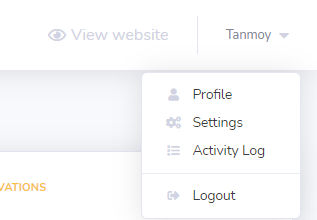 View website
Tanmoy
Profile
Settings
Activity Log
VATIONS
Logout